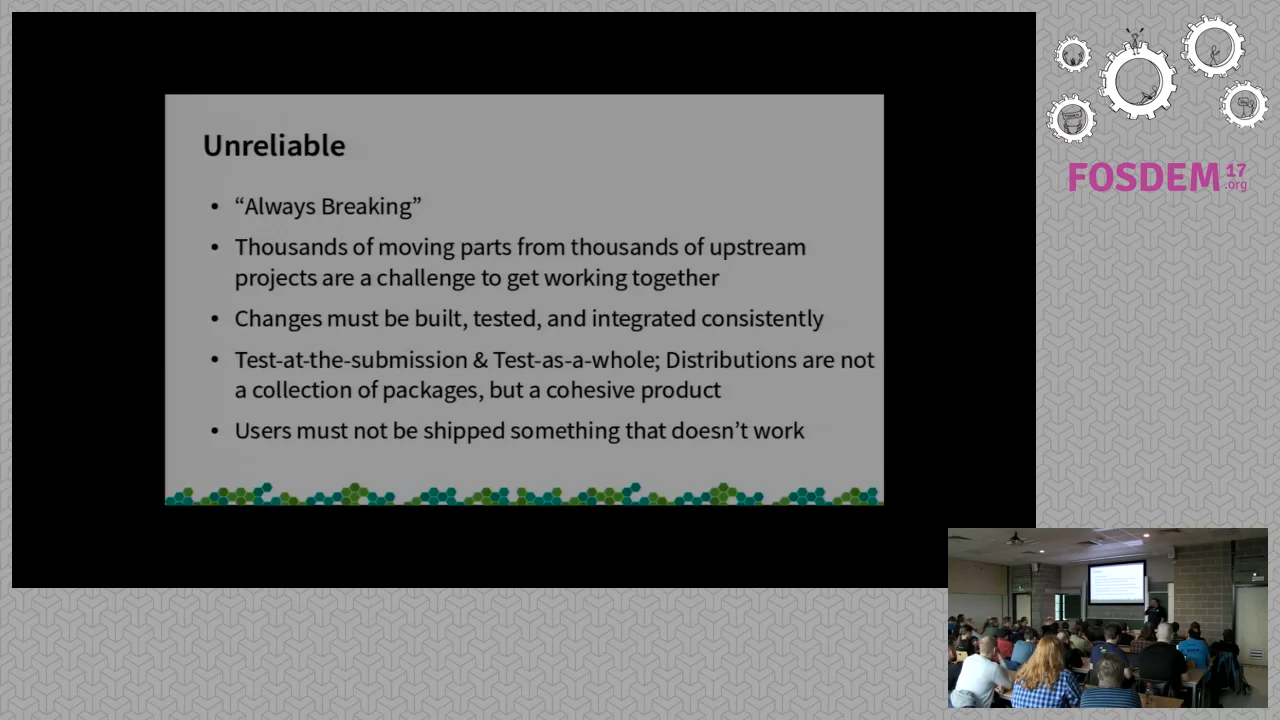 Unreliable
• “Always Breaking”
• Thousands of moving parts from thousands of upstream
projects are a challenge to get working together
• Changes must be built, tested, and integrated consistently
• Test-at-the-submission & Test-as-a-whole; Distributions are not
a collection of packages, but a cohesive product
• Users must not be shipped something that doesn’t work
FOSDEM 17
.org